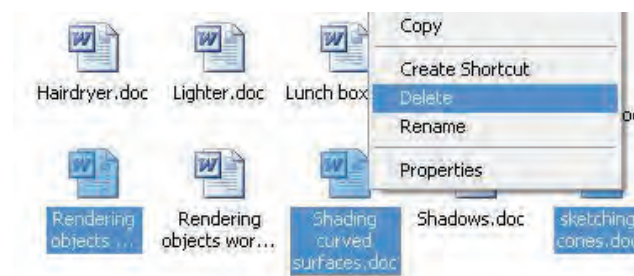 Copy
Create Shortcut
Delete
Rename
Properties
Hairdryer.doc
Lighter.doc
Lunch box
Rendering
objects ...
Rendering
objects wor...
Shading
curved
surfaces.doc
Shadows.doc
sketching
cones.do